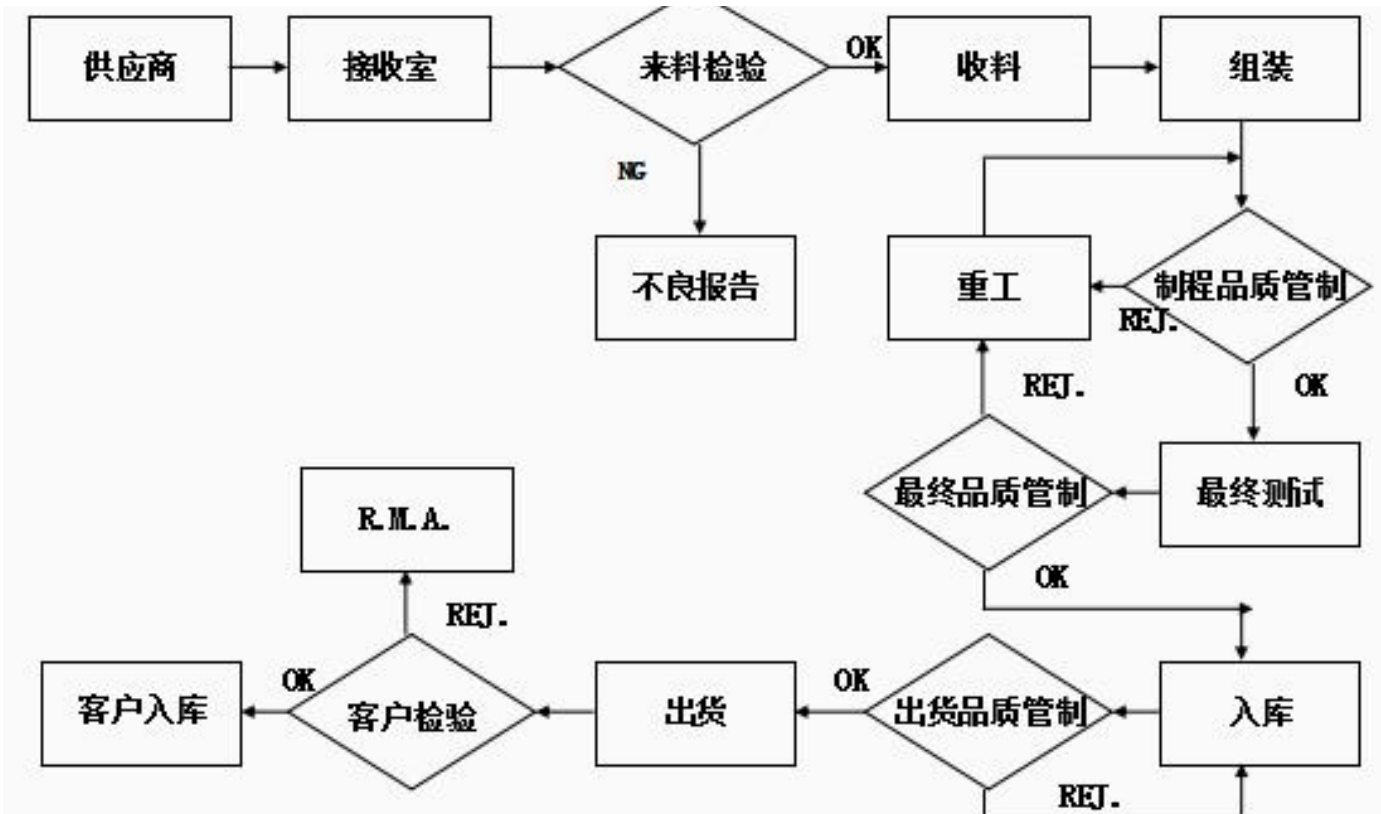 供应商
接收室
来料检验
OK
收料
组装
NG
不良报告
重工
制程品质管制
REJ.
REJ.
OK
最终品质管制
最终测试
R.M.A.
OK
REJ.
客户入库
OK
客户检验
出货
OK
出货品质管制
入库
REJ.